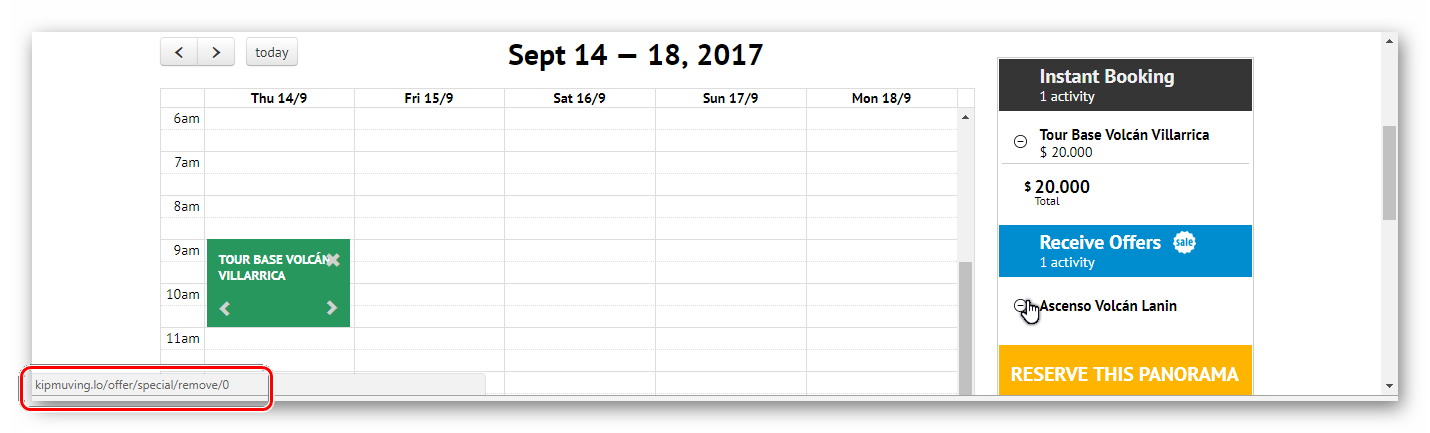 today
Sept 14 — 18, 2017
Thu 14/9
Fri 15/9
Sat 16/9
Sun 17/9
Mon 18/9
6am
7am
8am
9am
10am
11am
TOUR BASE VOLCÁN
VILLARRICA
Instant Booking
1 activity
Tour Base Volcán Villarrica
$ 20.000
$ 20.000
Total
Receive Offers sale
1 activity
Ascenso Volcán Lanin
RESERVE THIS PANORAMA
kipmuving.lo/offer/special/remove/0